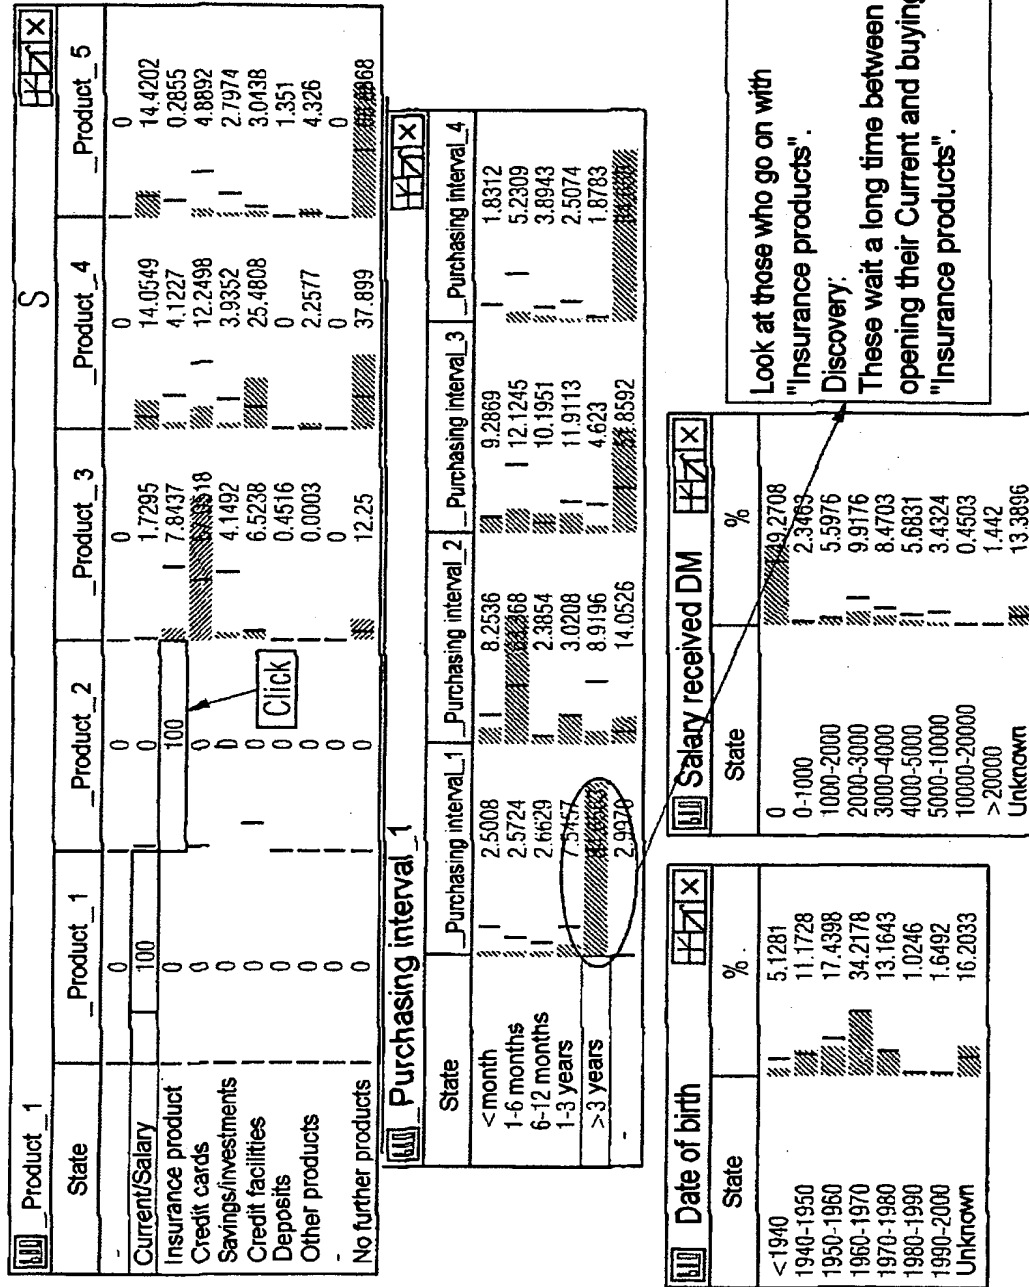 _Product_1 S
State _Product_1 _Product_2 _Product_3 _Product_4 _Product_5
- 0 0 0 0 0
Current/Salary 100 0 1.7295 14.0549 14.4202
Insurance product 0 100 7.8437 4.1227 0.2855
Credit cards 0 0 12.2498 4.8892
Savings/investments 0 0 4.1492 3.9352 2.7974
Credit facilities 0 0 6.5238 25.4808 3.0438
Deposits 0 0 0.4516 0 1.351
Other products 0 0 0.0003 2.2577 4.326
- 0 0 0 0
No further products 0 0 12.25 37.899
Click
_Purchasing interval_1
State _Purchasing interval_1 _Purchasing interval_2 _Purchasing interval_3 _Purchasing interval_4
<month 2.5008 8.2536 9.2869 1.8312
1-6 months 2.5724 12.1245 5.2309
6-12 months 2.6629 2.3854 10.1951 3.8943
1-3 years 7.5457 3.0208 11.9113 2.5074
>3 years 8.9196 4.623 1.8783
- 2.9970 14.0526
Date of birth
State %
<1940 5.1281
1940-1950 11.1728
1950-1960 17.4398
1960-1970 34.2178
1970-1980 13.1643
1980-1990 1.0246
1990-2000 1.6492
Unknown 16.2033
Salary received DM
State %
0 49.2708
0-1000 2.3463
1000-2000 5.5976
2000-3000 9.9176
3000-4000 8.4703
4000-5000 5.6831
5000-10000 3.4324
10000-20000 0.4503
>20000 1.442
Unknown 13.3896
Look at those who go on with
"Insurance products".
Discovery:
These wait a long time between
opening their Current and buying
"Insurance products".